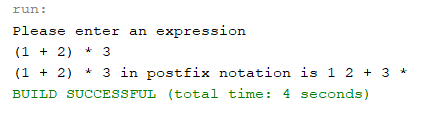 run:
Please enter an expression
(1 + 2) * 3
(1 + 2) * 3 in postfix notation is 1 2 + 3 *
BUILD SUCCESSFUL (total time: 4 seconds)